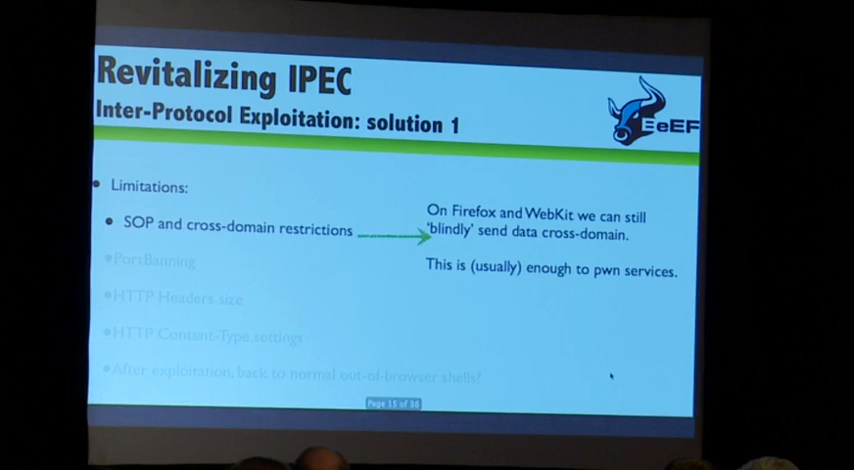 Revitalizing IPEC
Inter-Protocol Exploitation: solution 1
BeEF
• Limitations:
• SOP and cross-domain restrictions
On Firefox and WebKit we can still
‘blindly’ send data cross-domain.
This is (usually) enough to pwn services.
•PortBanning
•HTTP Headers size
•HTTP Content-Type settings
•After exploitation, back to normal out-of-browser shells?
Page 15 of 36